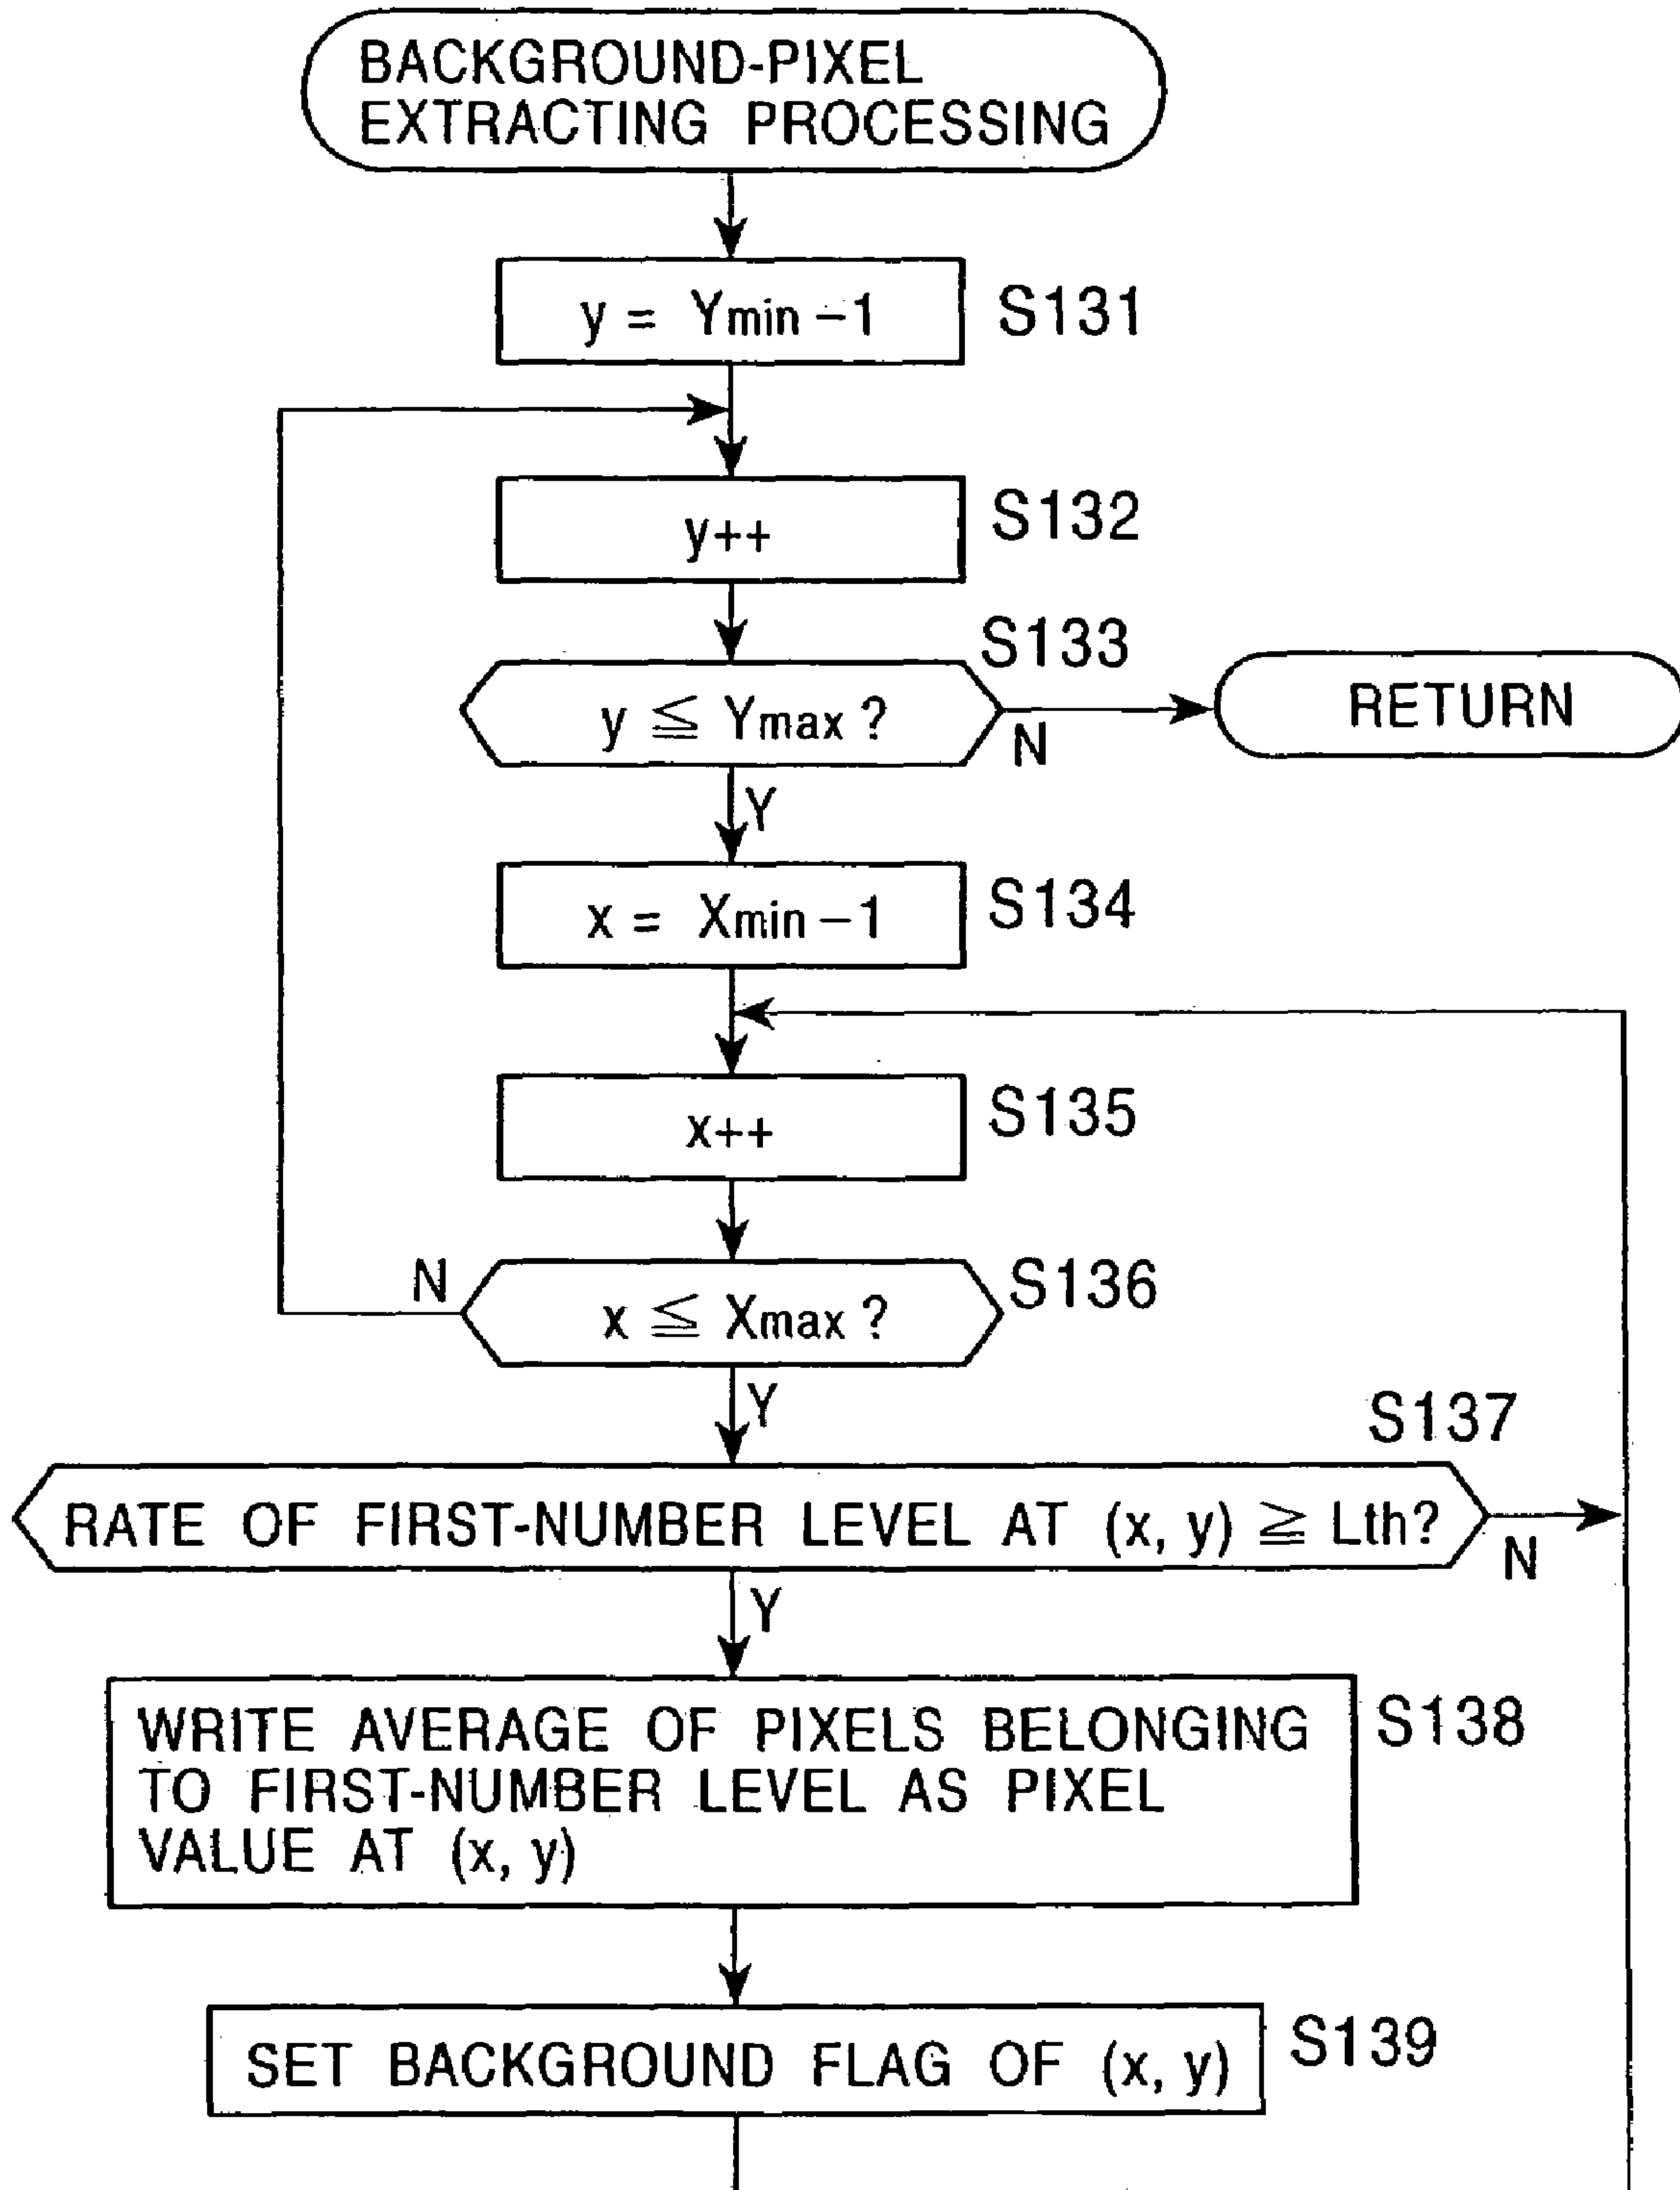 BACKGROUND-PIXEL
EXTRACTING PROCESSING
y = Ymin −1
S131
y++
S132
S133
y ≦ Ymax ?
N
RETURN
Y
x = Xmin −1
S134
x++
S135
N
x ≦ Xmax ?
S136
Y
S137
RATE OF FIRST-NUMBER LEVEL AT (x, y) ≧ Lth?
N
Y
WRITE AVERAGE OF PIXELS BELONGING
TO FIRST-NUMBER LEVEL AS PIXEL
VALUE AT (x, y)
S138
SET BACKGROUND FLAG OF (x, y)
S139